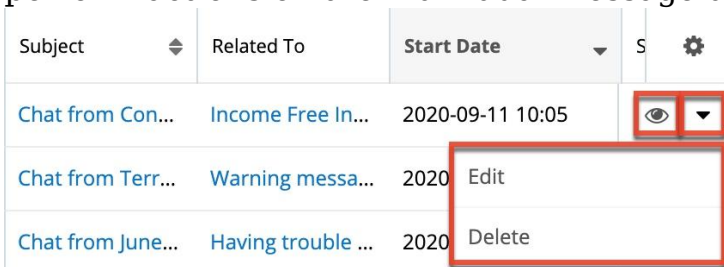 Subject Related To Start Date S
Chat from Con... Income Free In... 2020-09-11 10:05
Chat from Terr... Warning messa... 2020 Edit
Chat from June... Having trouble ... 2020 Delete